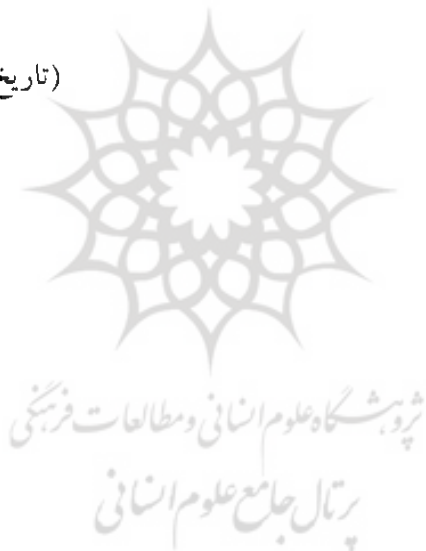 (تاریخ
پژوهشگاه علوم انسانی و مطالعات فرهنگی
پرتال جامع علوم انسانی